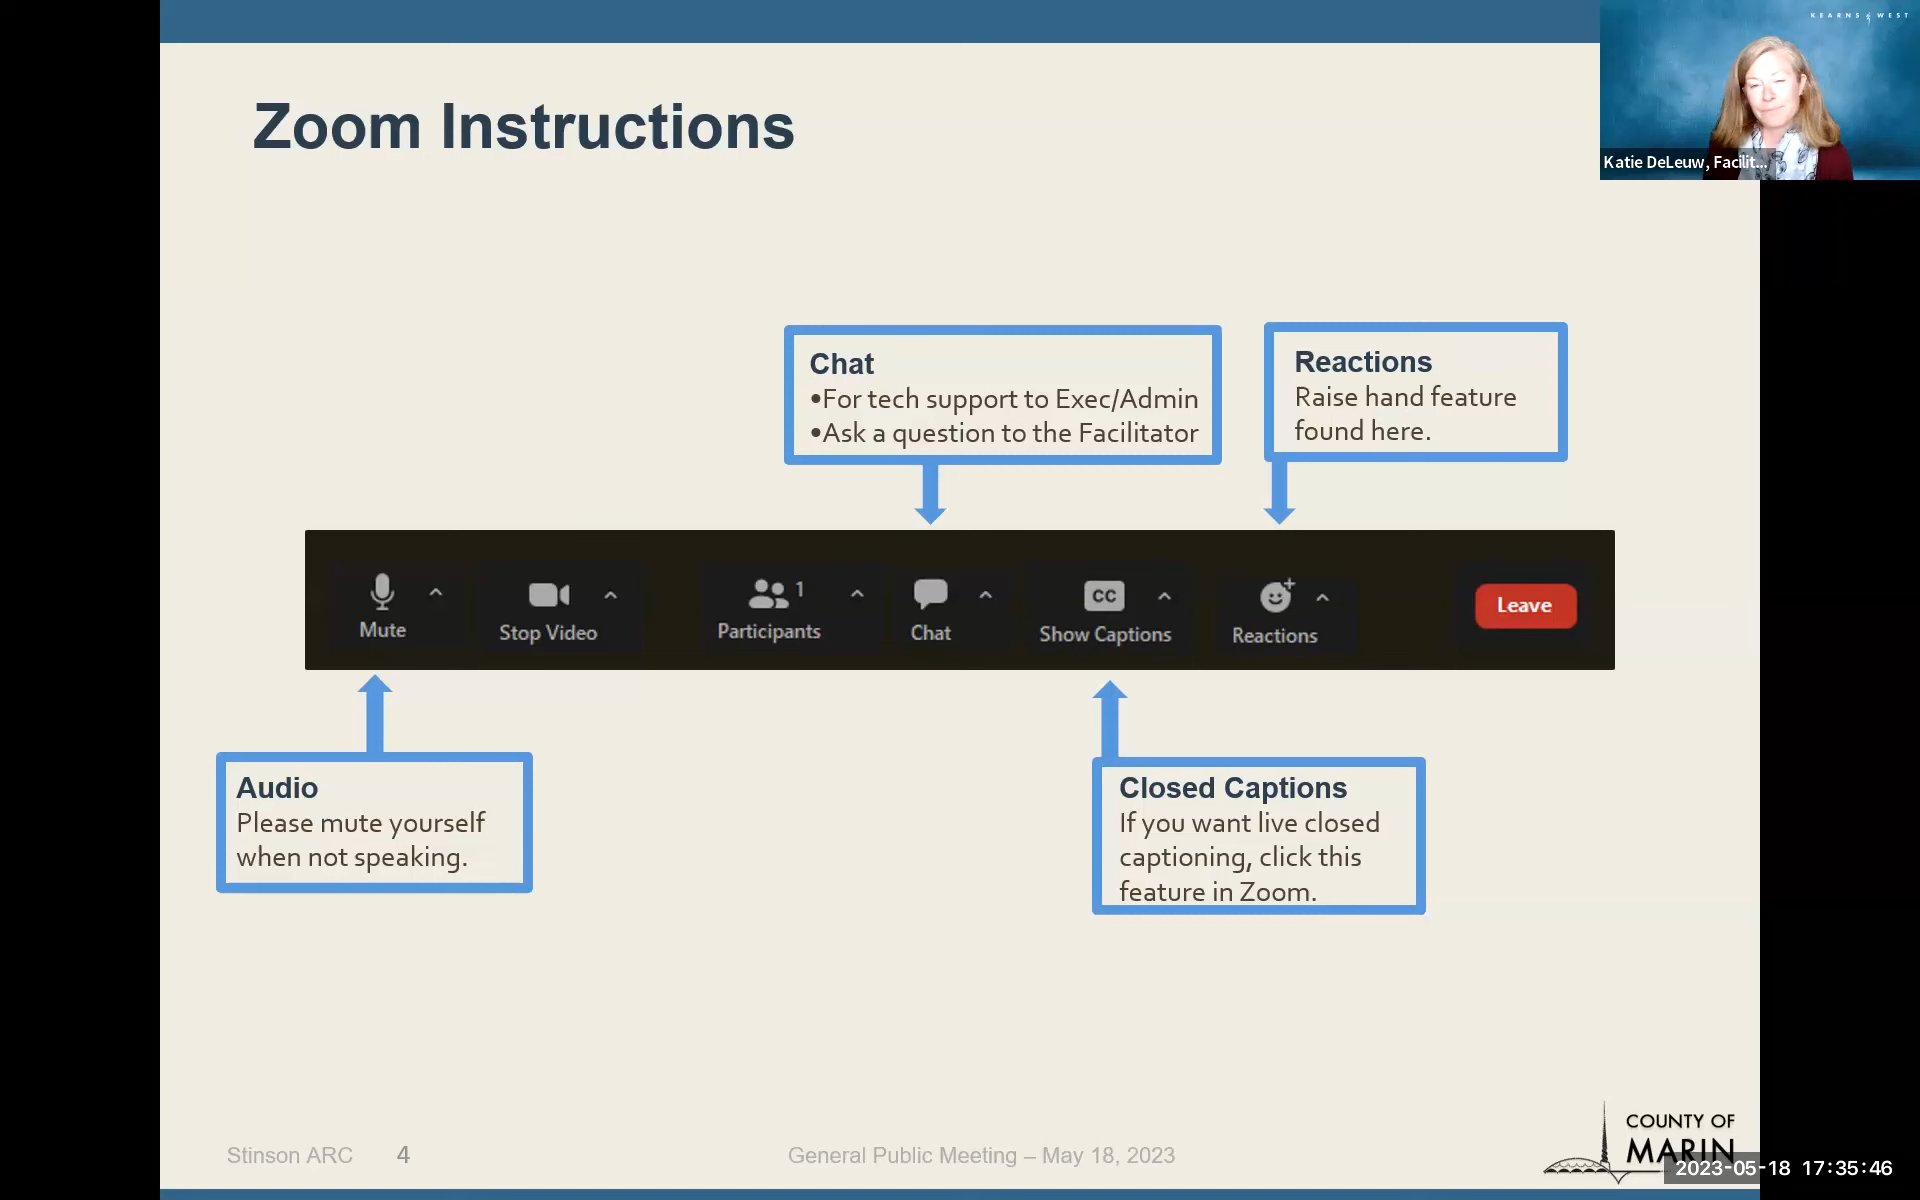 KEARNS & WEST
Katie DeLeuw, Facilit...
Zoom Instructions
Chat
•For tech support to Exec/Admin
•Ask a question to the Facilitator
Reactions
Raise hand feature
found here.
Mute
Stop Video
1
Participants
Chat
CC
Show Captions
Reactions
Leave
Audio
Please mute yourself
when not speaking.
Closed Captions
If you want live closed
captioning, click this
feature in Zoom.
Stinson ARC 4
General Public Meeting – May 18, 2023
COUNTY OF
MARIN
2023-05-18 17:35:46